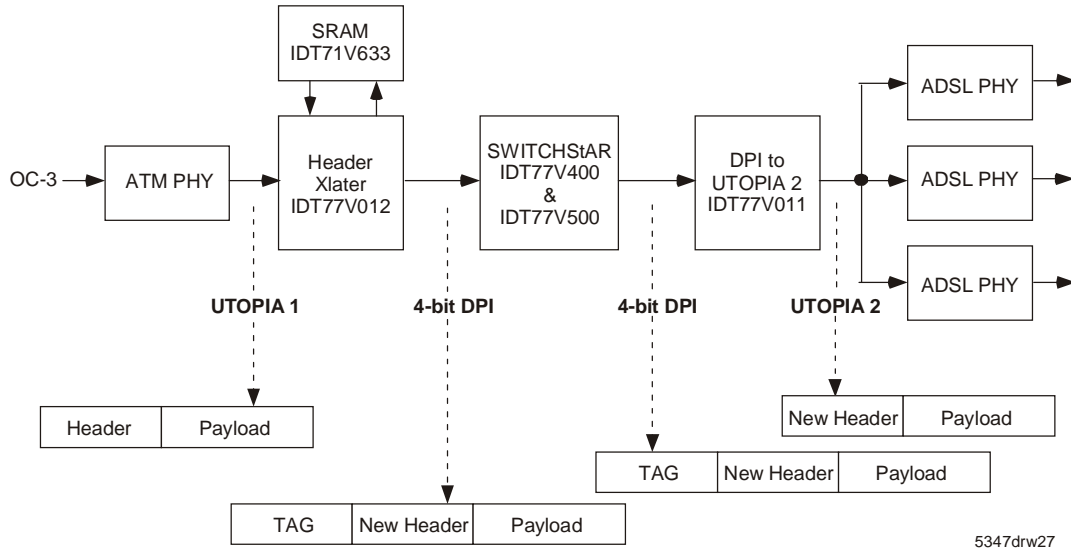 SRAM
IDT71V633
OC-3
ATM PHY
Header
Xlater
IDT77V012
SWITCHStAR
IDT77V400
&
IDT77V500
DPI to
UTOPIA 2
IDT77V011
ADSL PHY
ADSL PHY
ADSL PHY
UTOPIA 1
4-bit DPI
4-bit DPI
UTOPIA 2
Header
Payload
TAG
New Header
Payload
TAG
New Header
Payload
New Header
Payload
5347drw27